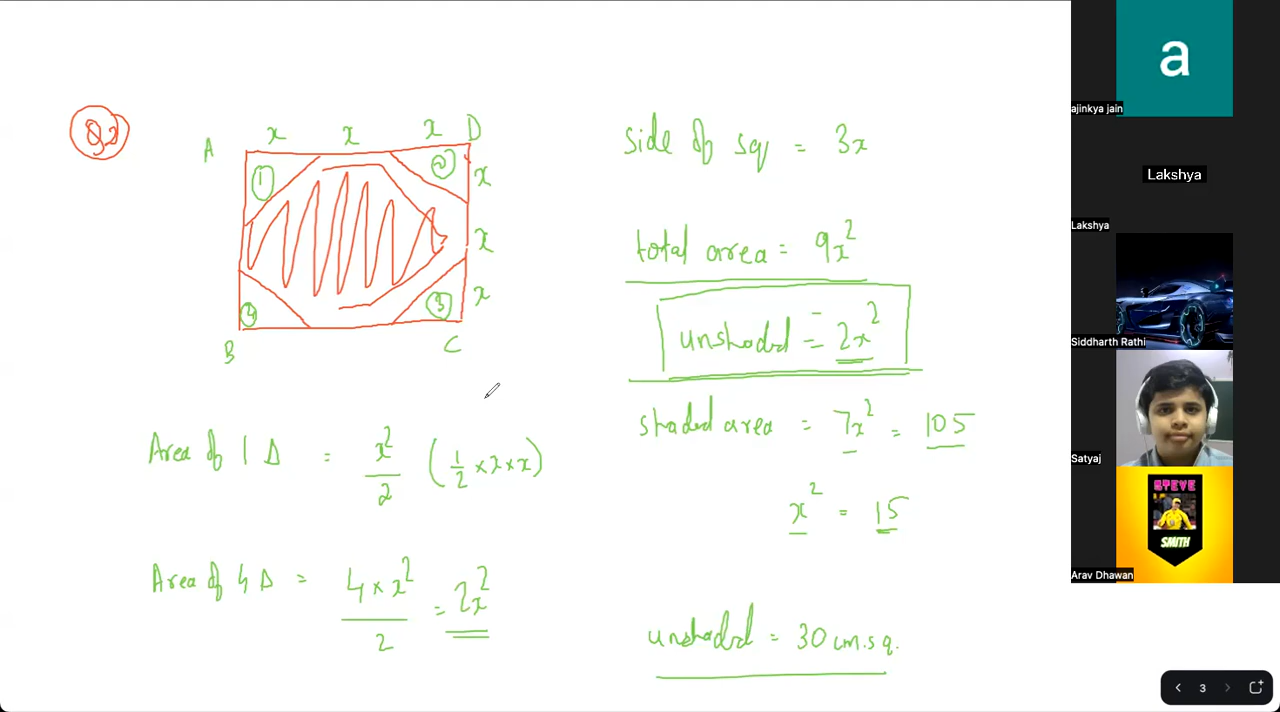 Q2
A x x x D
① ② x
x
④ ③ x
B C
Area of 1 Δ = x²/2 (1/2 × x × x)
Area of 4 Δ = 4 × x²/2 = 2x²
side of sq = 3x
total area = 9x²
unshaded = 2x²
shaded area = 7x² = 105
x² = 15
unshaded = 30 cm.sq.
a
ajinkya jain
Lakshya
Lakshya
Siddharth Rathi
Satyaj
STEVE
SMITH
Arav Dhawan
3